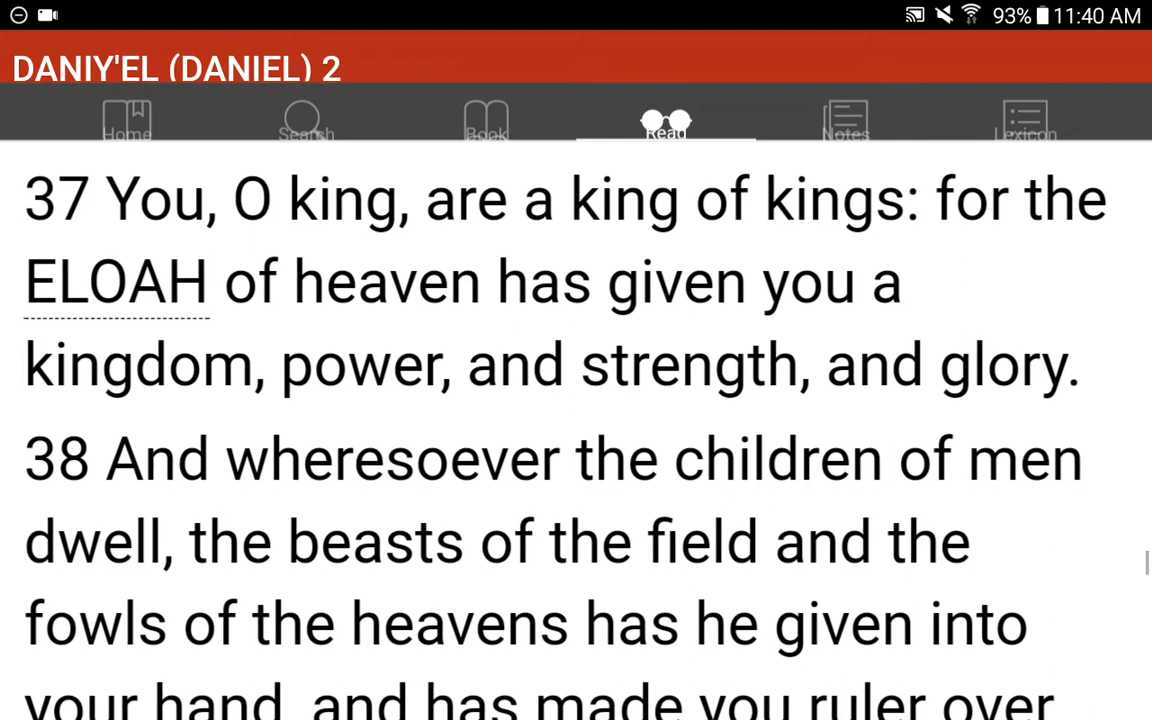 93% 11:40 AM
DANIY'EL (DANIEL) 2
Home Search Book Read Notes Lexicon
37 You, O king, are a king of kings: for the
ELOAH of heaven has given you a
kingdom, power, and strength, and glory.
38 And wheresoever the children of men
dwell, the beasts of the field and the
fowls of the heavens has he given into
your hand, and has made you ruler over